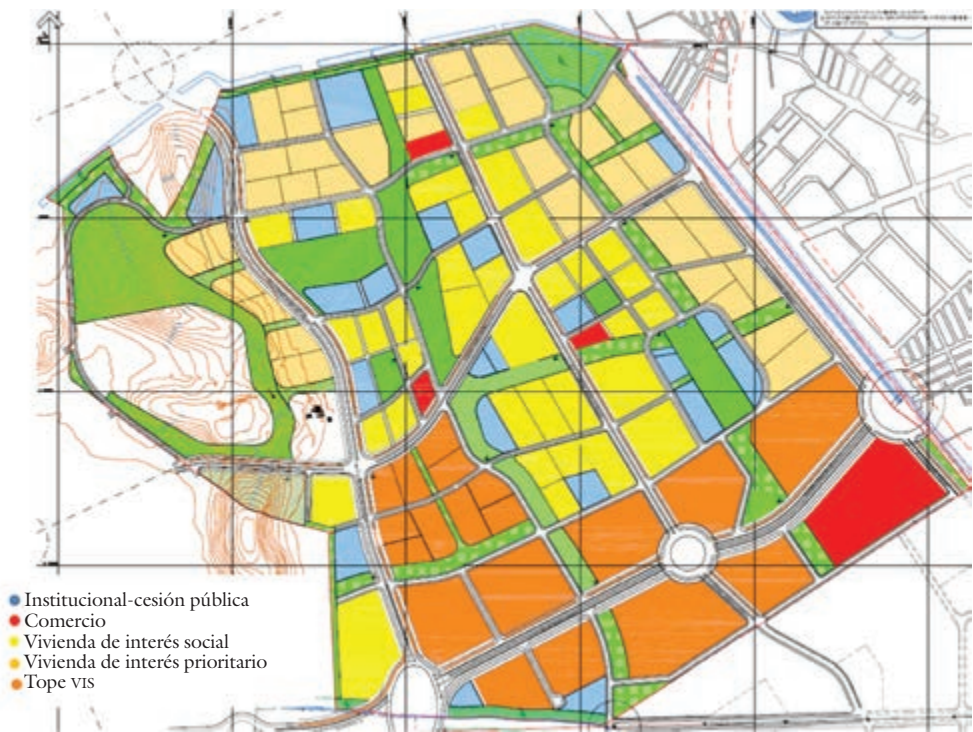 Institucional-cesión pública
Comercio
Vivienda de interés social
Vivienda de interés prioritario
Tope VIS